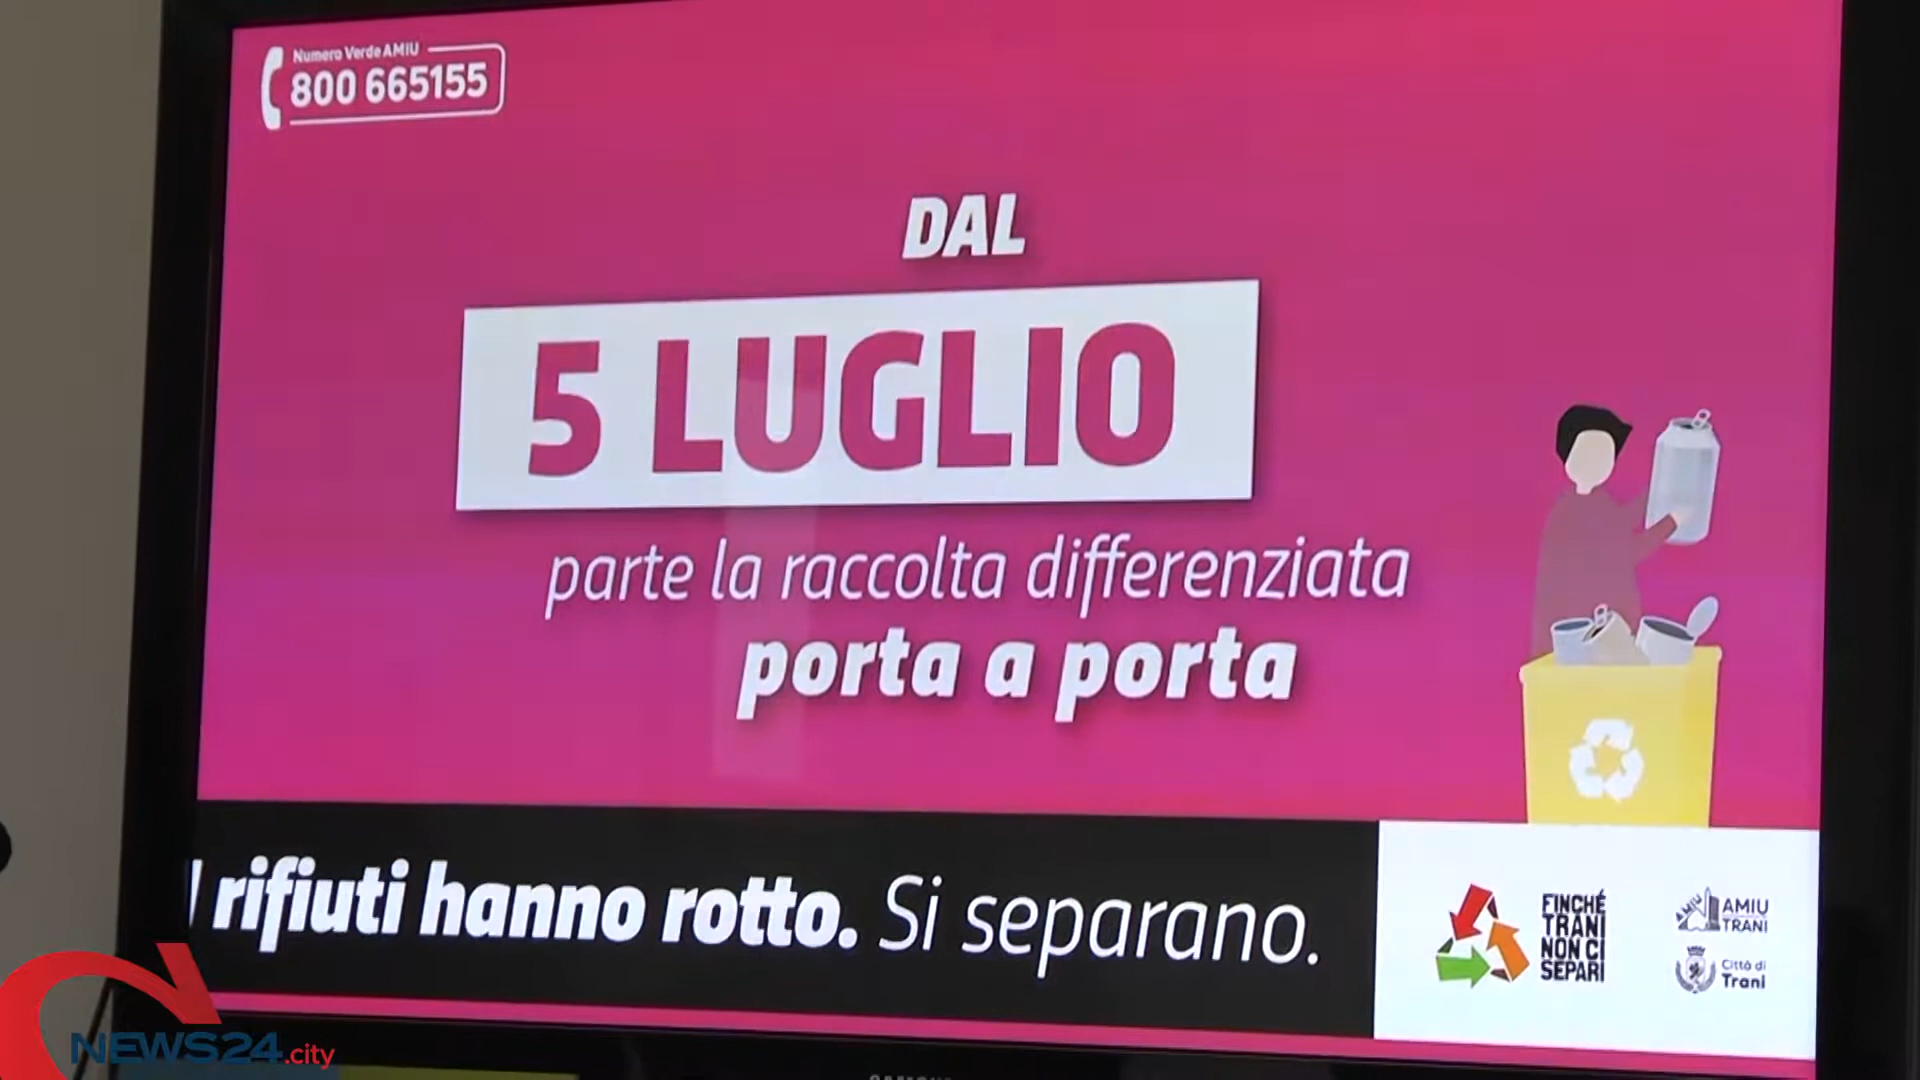 Numero Verde AMIU
800 665155
DAL
5 LUGLIO
parte la raccolta differenziata
porta a porta
I rifiuti hanno rotto. Si separano.
FINCHÉ
TRANI
NON CI
SEPARI
AMIU
TRANI
Città di
Trani
NEWS24.city